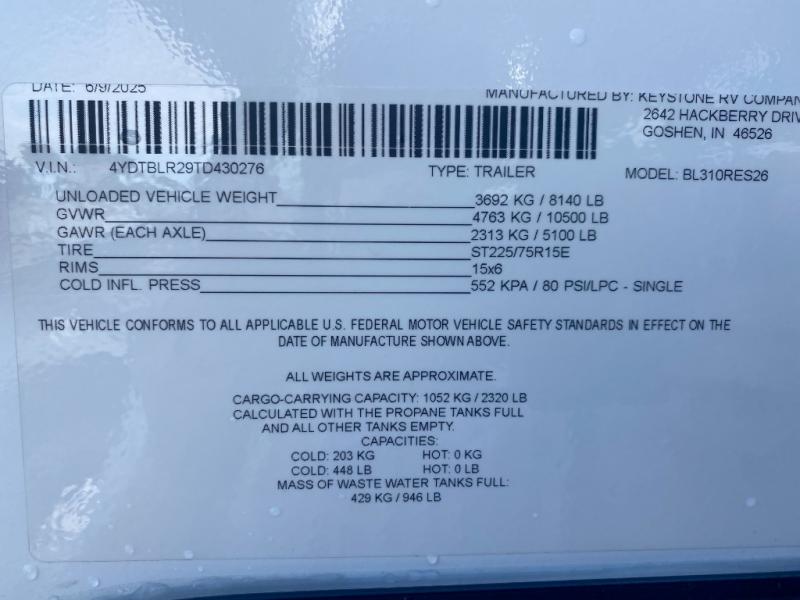 DATE: 6/9/2025
MANUFACTURED BY: KEYSTONE RV COMPAN
2642 HACKBERRY DRIV
GOSHEN, IN 46526
V.I.N.: 4YDTBLR29TD430276 TYPE: TRAILER MODEL: BL310RES26
UNLOADED VEHICLE WEIGHT 3692 KG / 8140 LB
GVWR 4763 KG / 10500 LB
GAWR (EACH AXLE) 2313 KG / 5100 LB
TIRE ST225/75R15E
RIMS 15x6
COLD INFL. PRESS 552 KPA / 80 PSI/LPC - SINGLE
THIS VEHICLE CONFORMS TO ALL APPLICABLE U.S. FEDERAL MOTOR VEHICLE SAFETY STANDARDS IN EFFECT ON THE
DATE OF MANUFACTURE SHOWN ABOVE.
ALL WEIGHTS ARE APPROXIMATE.
CARGO-CARRYING CAPACITY: 1052 KG / 2320 LB
CALCULATED WITH THE PROPANE TANKS FULL
AND ALL OTHER TANKS EMPTY.
CAPACITIES:
COLD: 203 KG HOT: 0 KG
COLD: 448 LB HOT: 0 LB
MASS OF WASTE WATER TANKS FULL:
429 KG / 946 LB